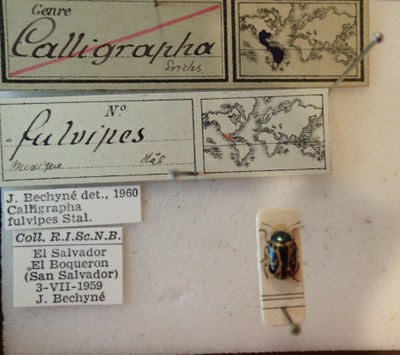 Genre
Calligrapha
Erichs.
Nº
fulvipes
Mexique Stål
J. Bechyné det., 1960
Calligrapha
fulvipes Stal.
Coll. R.I.Sc.N.B.
El Salvador
El Boqueron
(San Salvador)
3-VII-1959
J. Bechyné